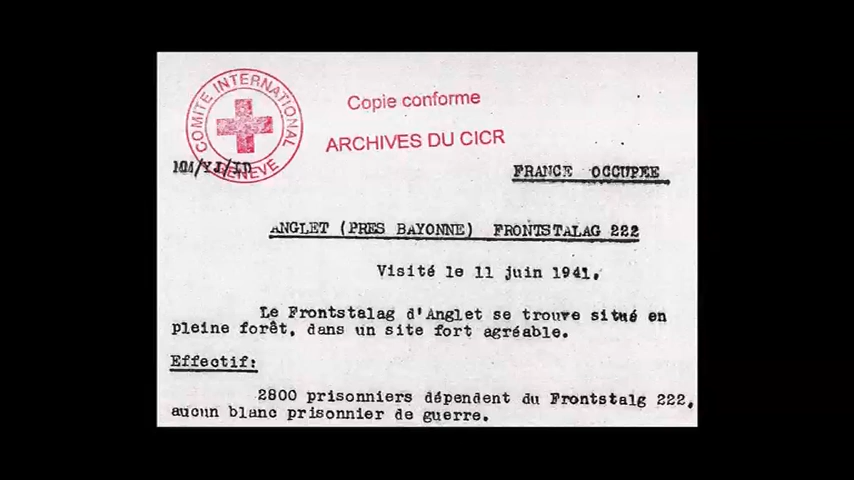 COMITE INTERNATIONAL
GENEVE
Copie conforme
ARCHIVES DU CICR
FRANCE OCCUPEE
ANGLET (PRES BAYONNE) FRONTSTALAG 222
Visité le 11 juin 1941.
Le Frontstalag d'Anglet se trouve situé en
pleine forêt, dans un site fort agréable.
Effectif:
2800 prisonniers dépendent du Frontstalg 222,
aucun blanc prisonnier de guerre.